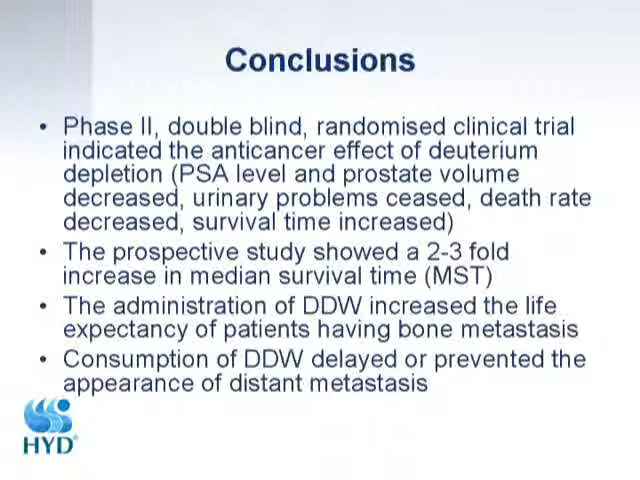 Conclusions
• Phase II, double blind, randomised clinical trial
indicated the anticancer effect of deuterium
depletion (PSA level and prostate volume
decreased, urinary problems ceased, death rate
decreased, survival time increased)
• The prospective study showed a 2-3 fold
increase in median survival time (MST)
• The administration of DDW increased the life
expectancy of patients having bone metastasis
• Consumption of DDW delayed or prevented the
appearance of distant metastasis
HYD®